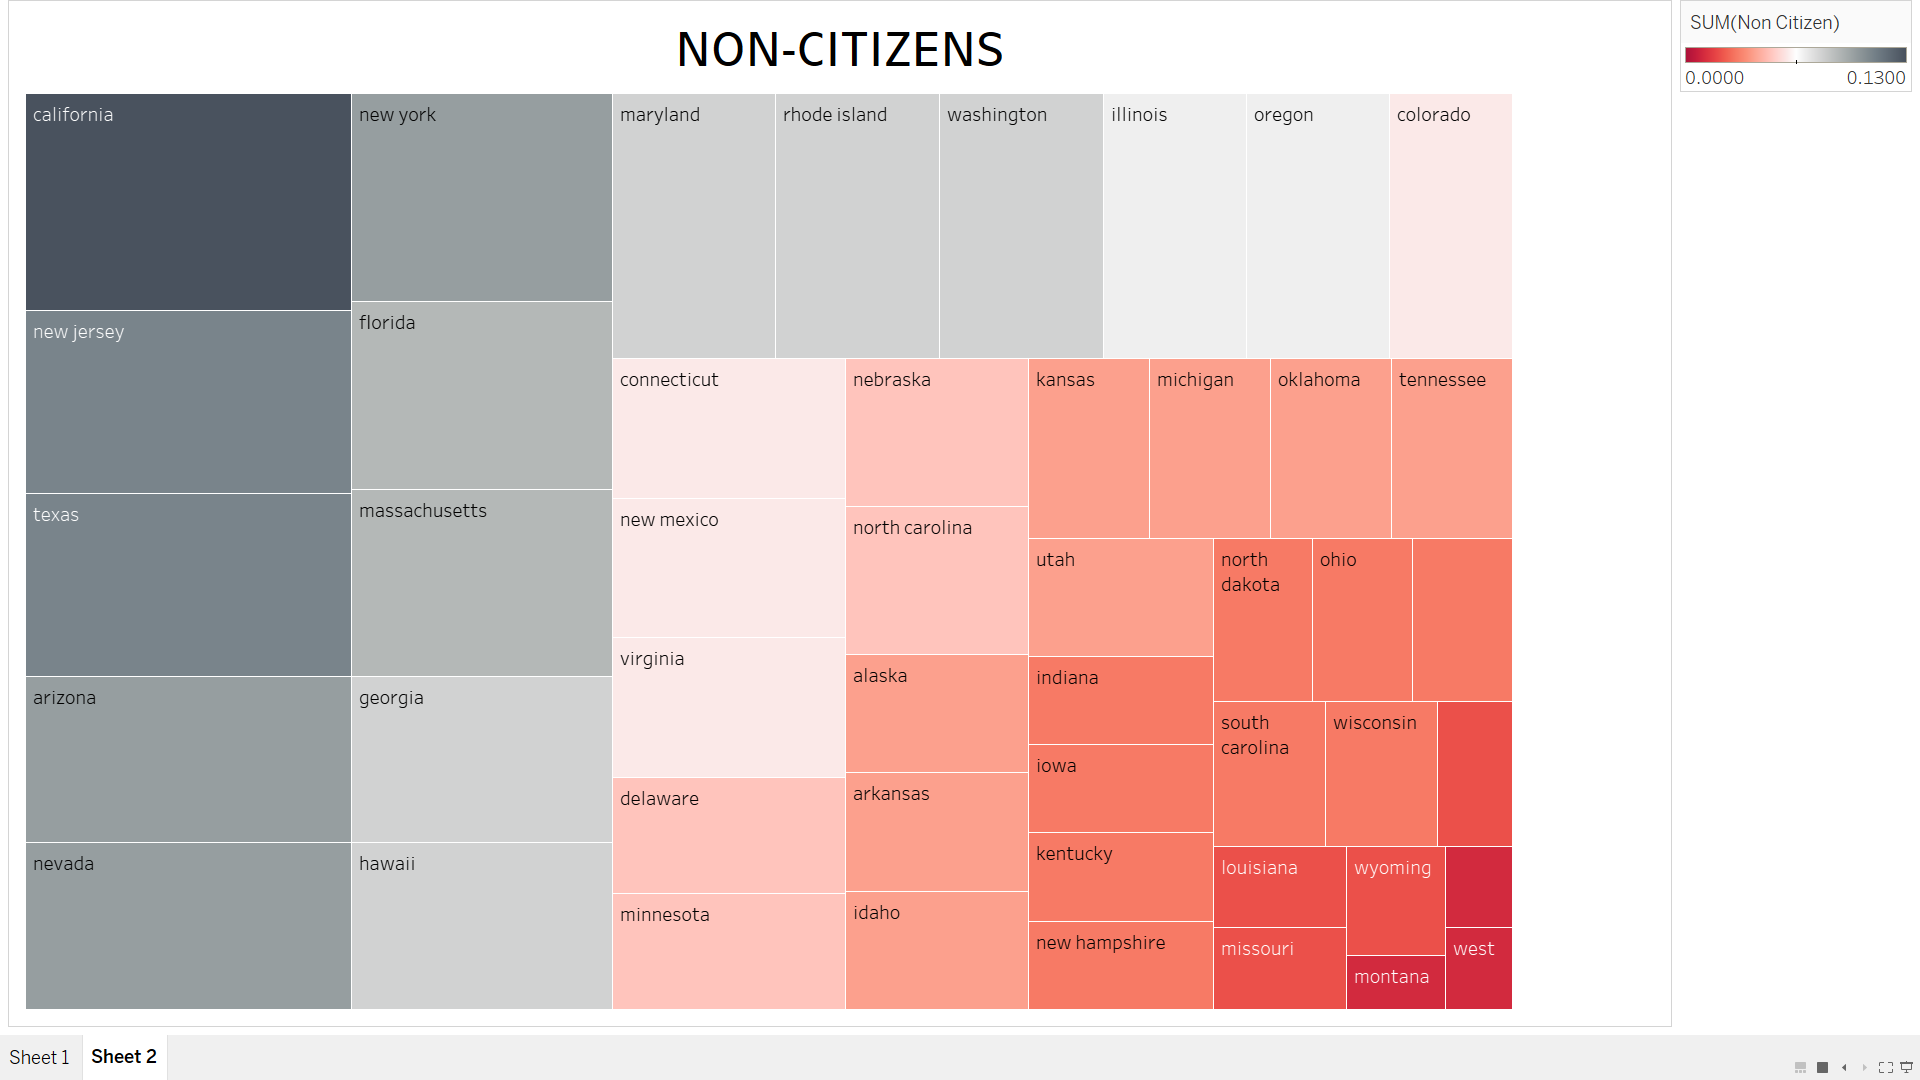 NON-CITIZENS
SUM(Non Citizen)
0.0000 0.1300
california
new york
maryland
rhode island
washington
illinois
oregon
colorado
new jersey
florida
connecticut
nebraska
kansas
michigan
oklahoma
tennessee
texas
massachusetts
new mexico
north carolina
utah
north
dakota
ohio
virginia
alaska
indiana
arizona
georgia
south
carolina
wisconsin
iowa
delaware
arkansas
kentucky
nevada
hawaii
louisiana
wyoming
minnesota
idaho
new hampshire
missouri
west
montana
Sheet 1
Sheet 2